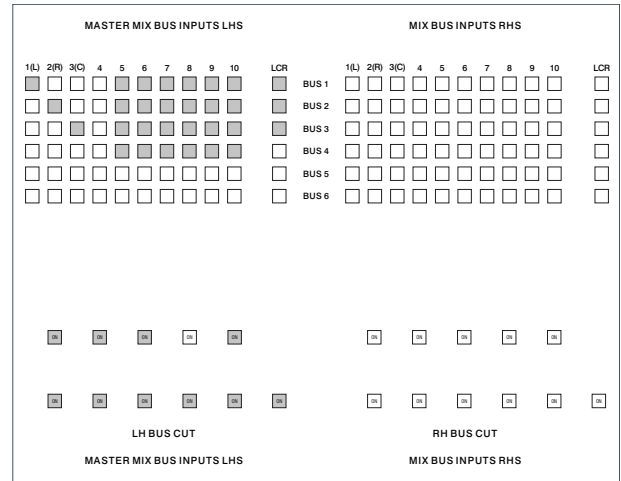 MASTER MIX BUS INPUTS LHS MIX BUS INPUTS RHS
1(L) 2(R) 3(C) 4 5 6 7 8 9 10 LCR 1(L) 2(R) 3(C) 4 5 6 7 8 9 10 LCR
BUS 1
BUS 2
BUS 3
BUS 4
BUS 5
BUS 6
ON ON ON ON ON ON ON ON ON ON
ON ON ON ON ON ON ON ON ON ON ON ON
LH BUS CUT RH BUS CUT
MASTER MIX BUS INPUTS LHS MIX BUS INPUTS RHS